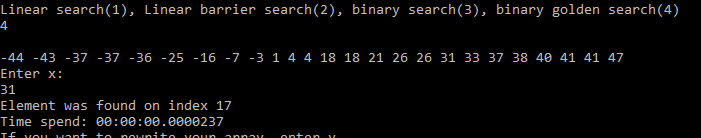 Linear search(1), Linear barrier search(2), binary search(3), binary golden search(4)
4
-44 -43 -37 -37 -36 -25 -16 -7 -3 1 4 4 18 18 21 26 26 31 33 37 38 40 41 41 47
Enter x:
31
Element was found on index 17
Time spend: 00:00:00.0000237
If you want to rewrite your array, enter y